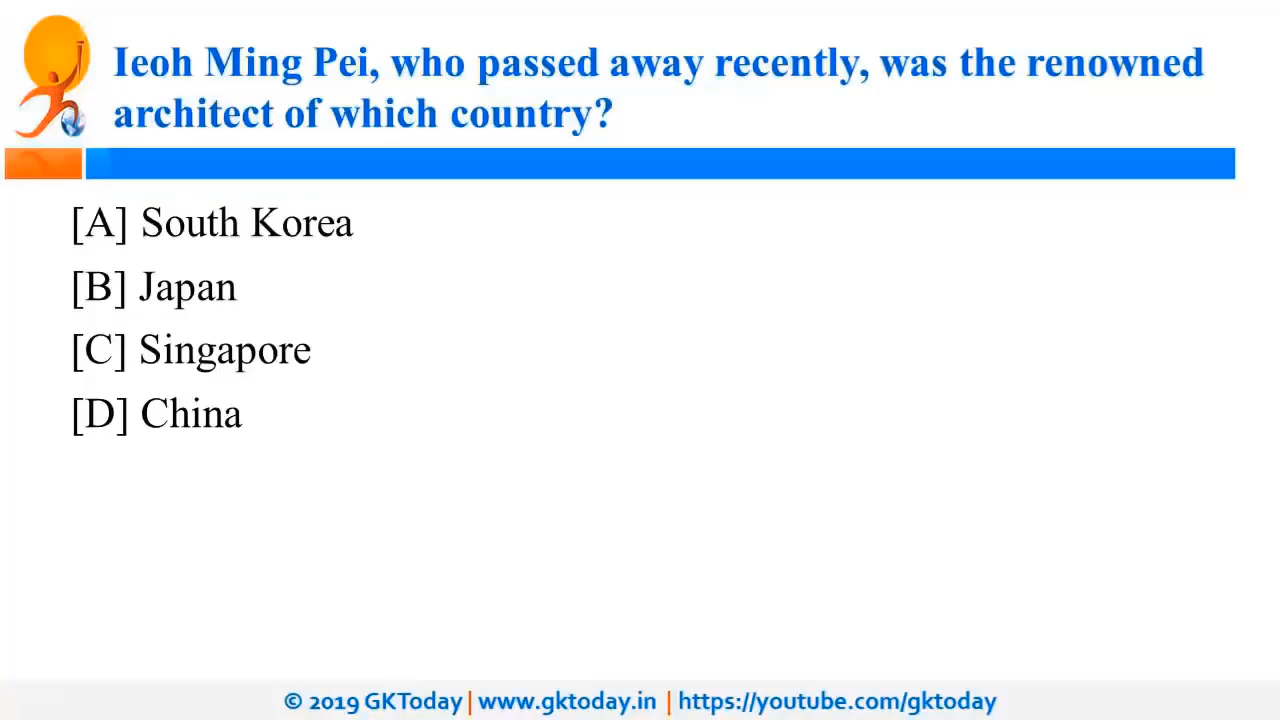 Ieoh Ming Pei, who passed away recently, was the renowned
architect of which country?
[A] South Korea
[B] Japan
[C] Singapore
[D] China
© 2019 GKToday | www.gktoday.in | https://youtube.com/gktoday